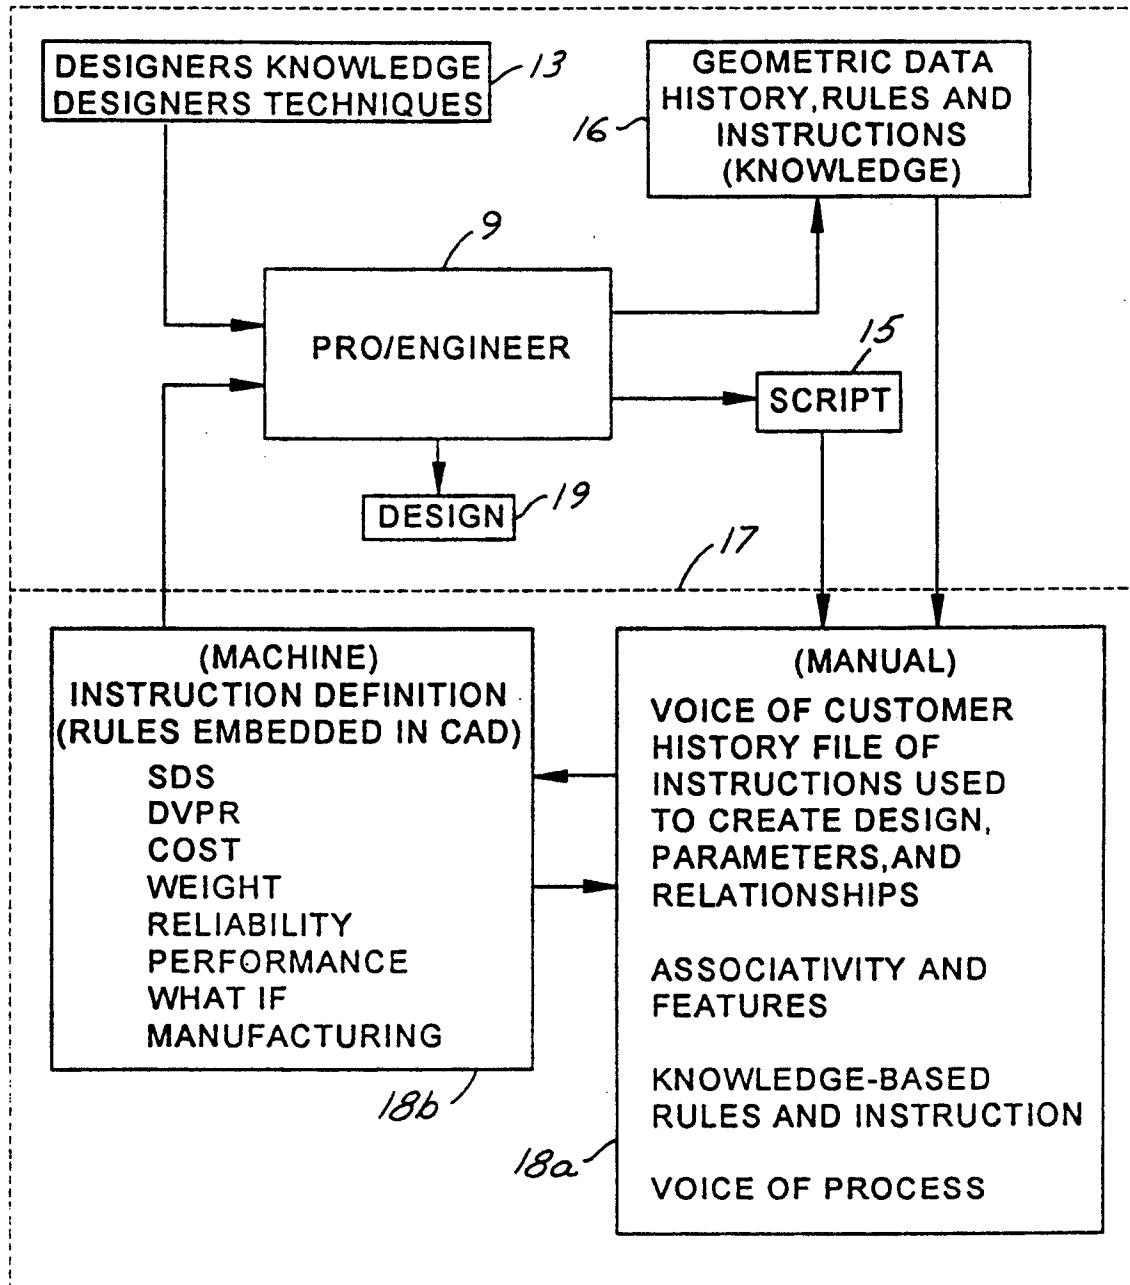 DESIGNERS KNOWLEDGE
DESIGNERS TECHNIQUES
13
GEOMETRIC DATA
HISTORY,RULES AND
INSTRUCTIONS
(KNOWLEDGE)
16
9
PRO/ENGINEER
15
SCRIPT
DESIGN
19
17
(MACHINE)
INSTRUCTION DEFINITION
(RULES EMBEDDED IN CAD)
SDS
DVPR
COST
WEIGHT
RELIABILITY
PERFORMANCE
WHAT IF
MANUFACTURING
18b
(MANUAL)
VOICE OF CUSTOMER
HISTORY FILE OF
INSTRUCTIONS USED
TO CREATE DESIGN,
PARAMETERS,AND
RELATIONSHIPS
ASSOCIATIVITY AND
FEATURES
KNOWLEDGE-BASED
RULES AND INSTRUCTION
VOICE OF PROCESS
18a